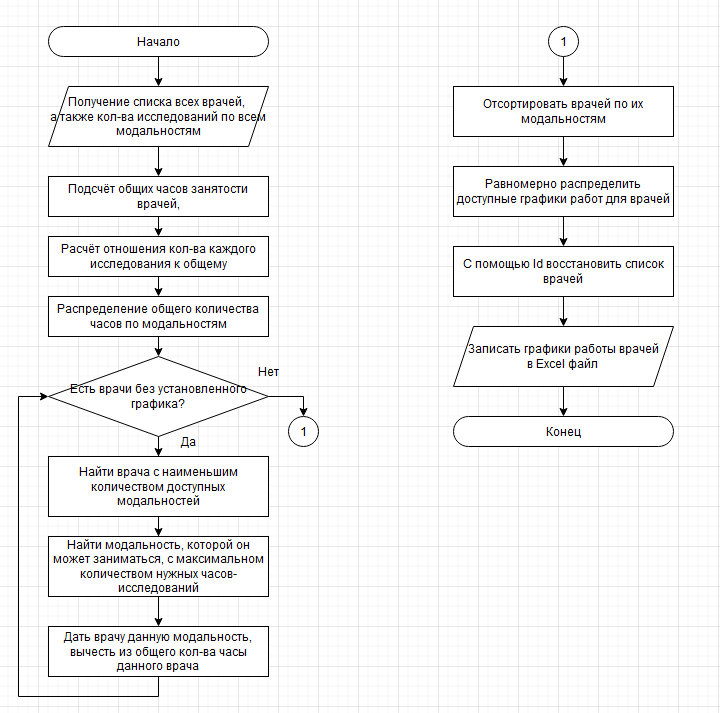 Начало
Получение списка всех врачей,
а также кол-ва исследований по всем
модальностям
Подсчёт общих часов занятости
врачей,
Расчёт отношения кол-ва каждого
исследования к общему
Распределение общего количества
часов по модальностям
Есть врачи без установленного
графика?
Нет
1
Да
Найти врача с наименьшим
количеством доступных
модальностей
Найти модальность, которой он
может заниматься, с максимальном
количеством нужных часов-
исследований
Дать врачу данную модальность,
вычесть из общего кол-ва часы
данного врача
1
Отсортировать врачей по их
модальностям
Равномерно распределить
доступные графики работ для врачей
С помощью Id восстановить список
врачей
Записать графики работы врачей
в Excel файл
Конец